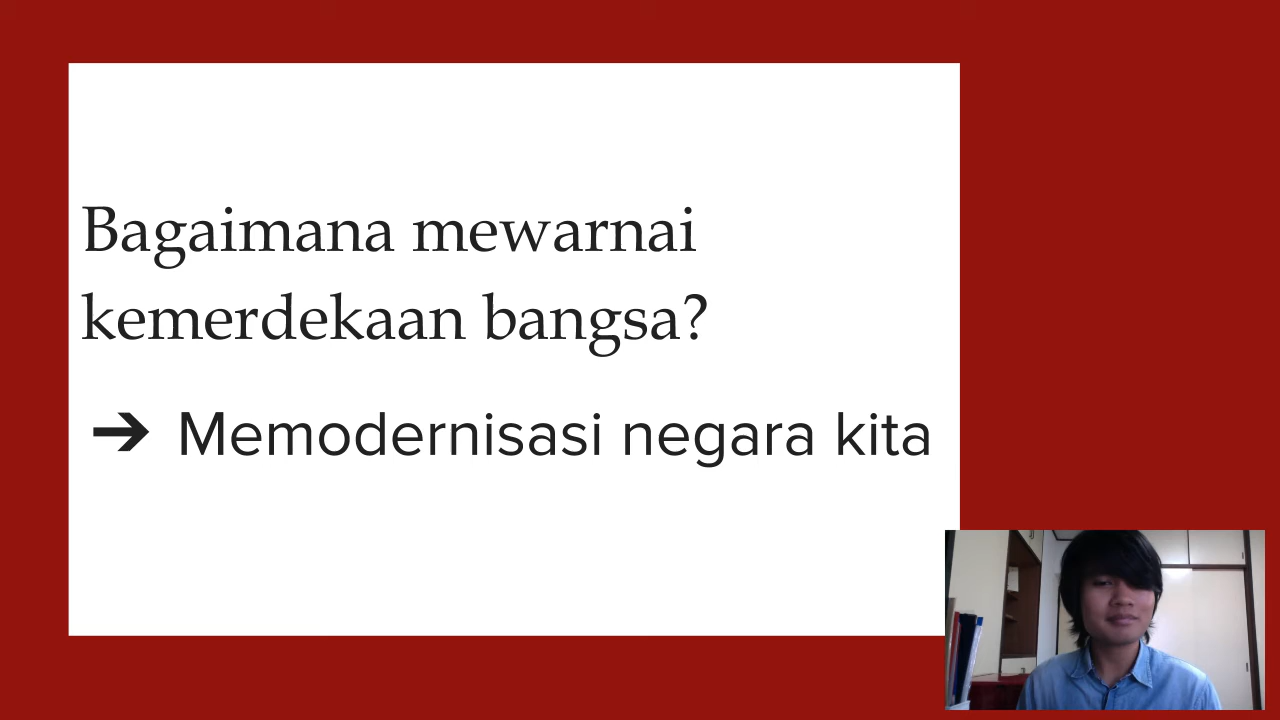 Bagaimana mewarnai
kemerdekaan bangsa?
➔ Memodernisasi negara kita